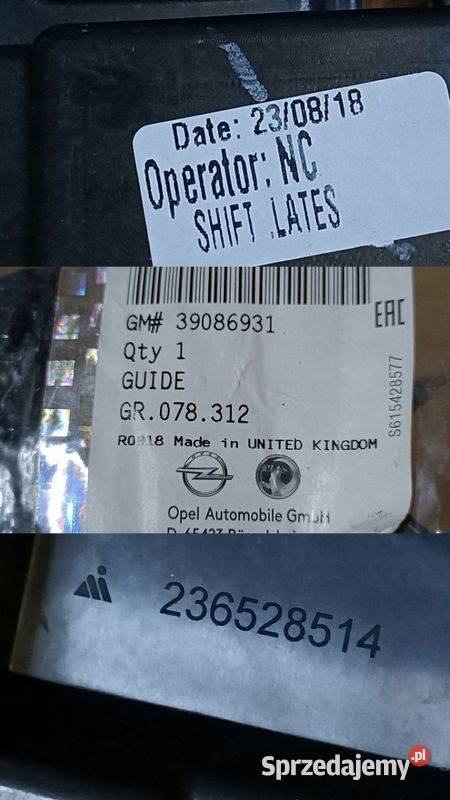 Date: 23/08/18
Operator: NC
SHIFT .LATES
GM# 39086931
EAC
Qty 1
GUIDE
GR.078.312
S615428577
R0918 Made in UNITED KINGDOM
Opel Automobile GmbH
236528514
Sprzedajemy.pl